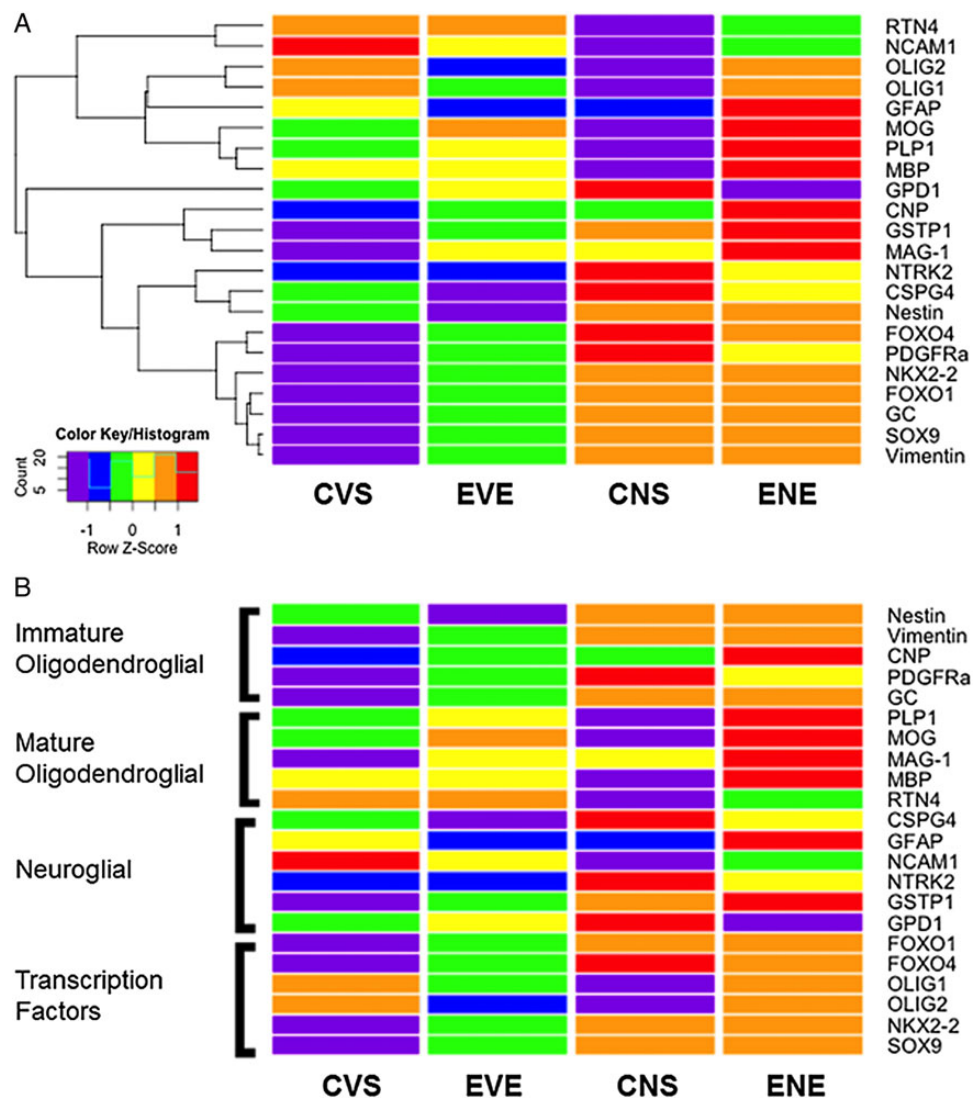 A
RTN4
NCAM1
OLIG2
OLIG1
GFAP
MOG
PLP1
MBP
GPD1
CNP
GSTP1
MAG-1
NTRK2
CSPG4
Nestin
FOXO4
PDGFRa
NKX2-2
FOXO1
GC
SOX9
Vimentin
Color Key/Histogram
Count
20
5
-1 0 1
Row Z-Score
CVS EVE CNS ENE
B
Immature
Oligodendroglial
Mature
Oligodendroglial
Neuroglial
Transcription
Factors
Nestin
Vimentin
CNP
PDGFRa
GC
PLP1
MOG
MAG-1
MBP
RTN4
CSPG4
GFAP
NCAM1
NTRK2
GSTP1
GPD1
FOXO1
FOXO4
OLIG1
OLIG2
NKX2-2
SOX9
CVS EVE CNS ENE